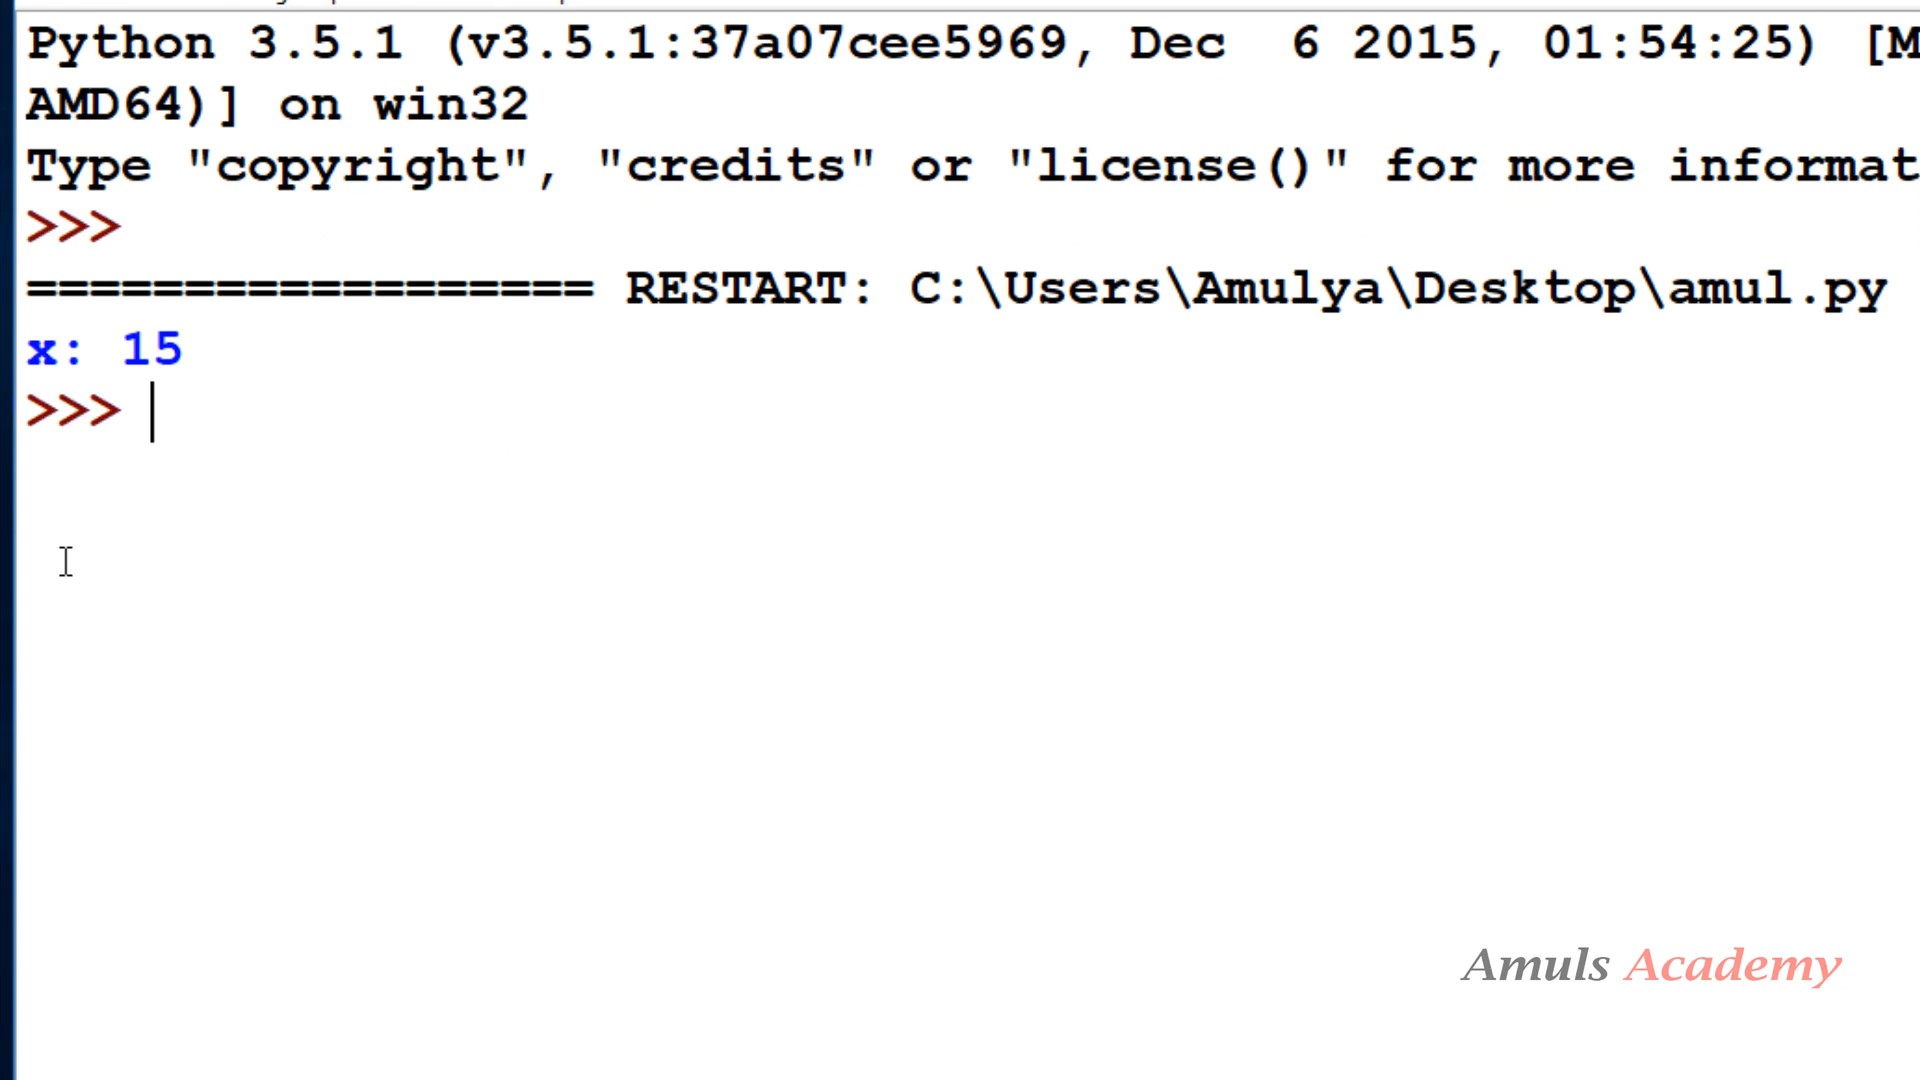 Python 3.5.1 (v3.5.1:37a07cee5969, Dec  6 2015, 01:54:25) [M
AMD64)] on win32
Type "copyright", "credits" or "license()" for more informat
>>>
================== RESTART: C:\Users\Amulya\Desktop\amul.py
x: 15
>>>
Amuls Academy